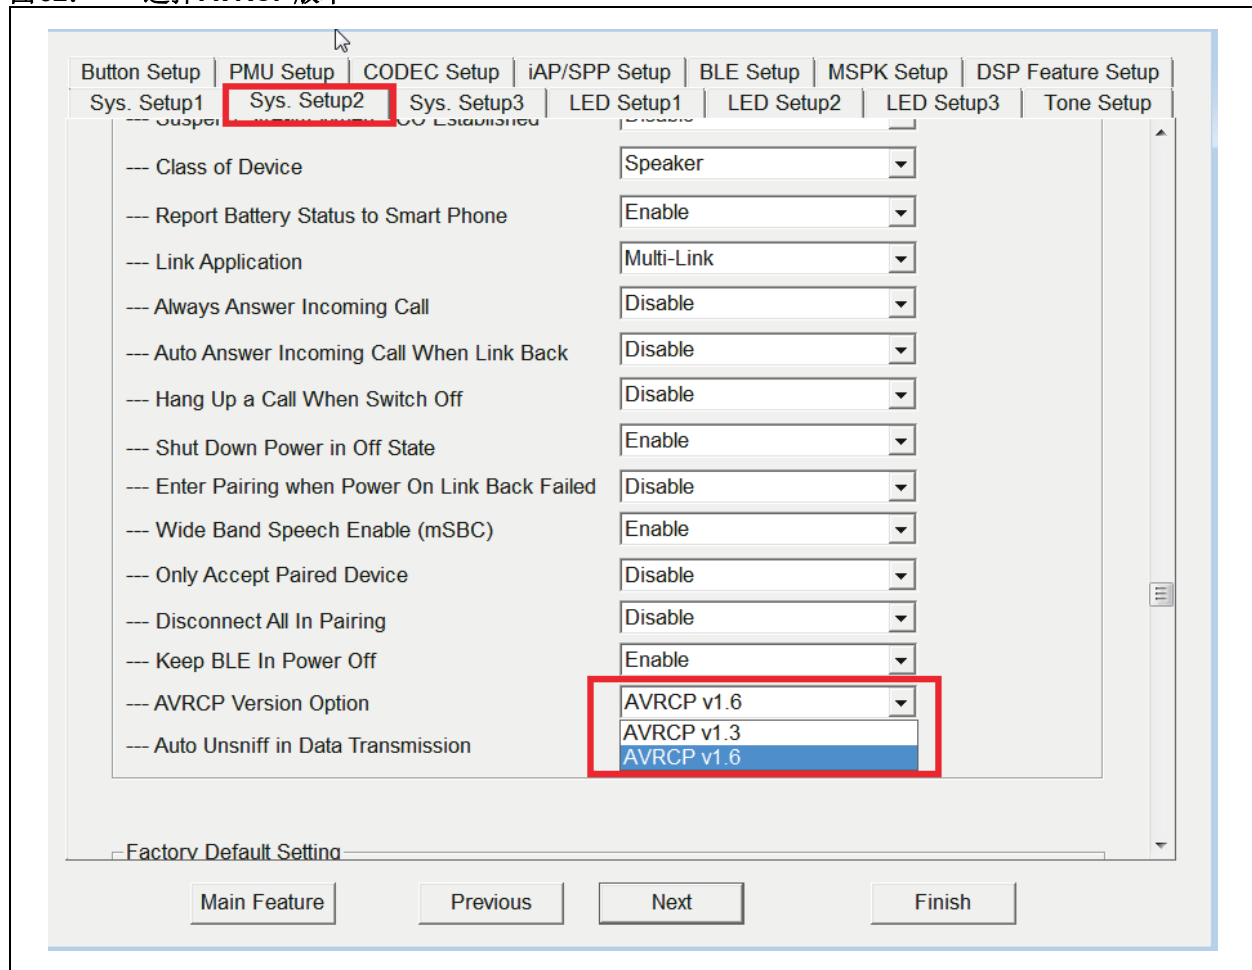 Button Setup PMU Setup CODEC Setup iAP/SPP Setup BLE Setup MSPK Setup DSP Feature Setup
Sys. Setup1 Sys. Setup2 Sys. Setup3 LED Setup1 LED Setup2 LED Setup3 Tone Setup
--- Class of Device Speaker
--- Report Battery Status to Smart Phone Enable
--- Link Application Multi-Link
--- Always Answer Incoming Call Disable
--- Auto Answer Incoming Call When Link Back Disable
--- Hang Up a Call When Switch Off Disable
--- Shut Down Power in Off State Enable
--- Enter Pairing when Power On Link Back Failed Disable
--- Wide Band Speech Enable (mSBC) Enable
--- Only Accept Paired Device Disable
--- Disconnect All In Pairing Disable
--- Keep BLE In Power Off Enable
--- AVRCP Version Option AVRCP v1.6
AVRCP v1.3
--- Auto Unsniff in Data Transmission AVRCP v1.6
Factory Default Setting
Main Feature Previous Next Finish